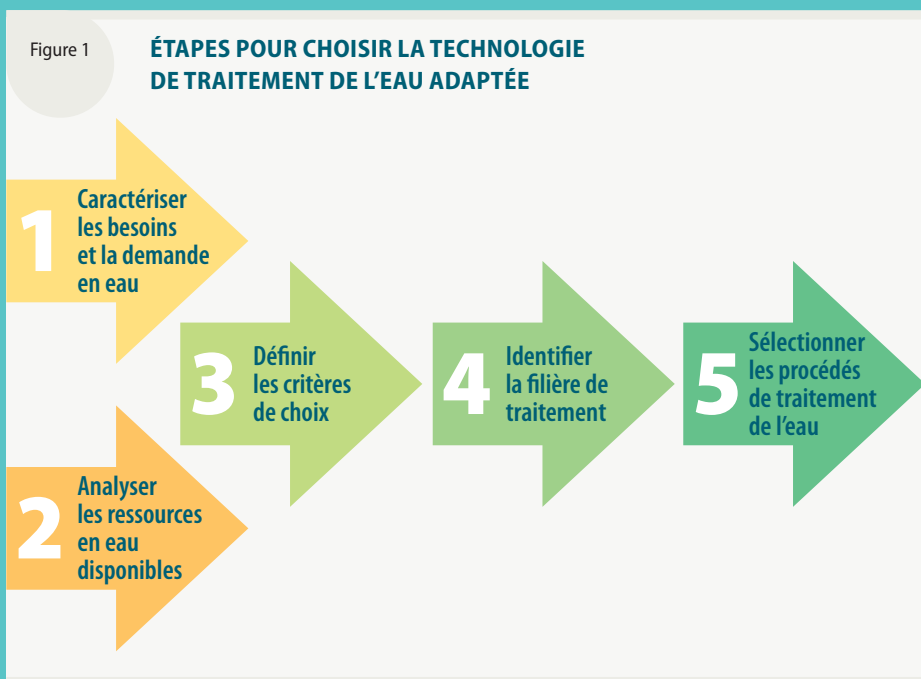 Figure 1
ÉTAPES POUR CHOISIR LA TECHNOLOGIE
DE TRAITEMENT DE L'EAU ADAPTÉE
1
Caractériser
les besoins
et la demande
en eau
2
Analyser
les ressources
en eau
disponibles
3
Définir
les critères
de choix
4
Identifier
la filière de
traitement
5
Sélectionner
les procédés
de traitement
de l'eau